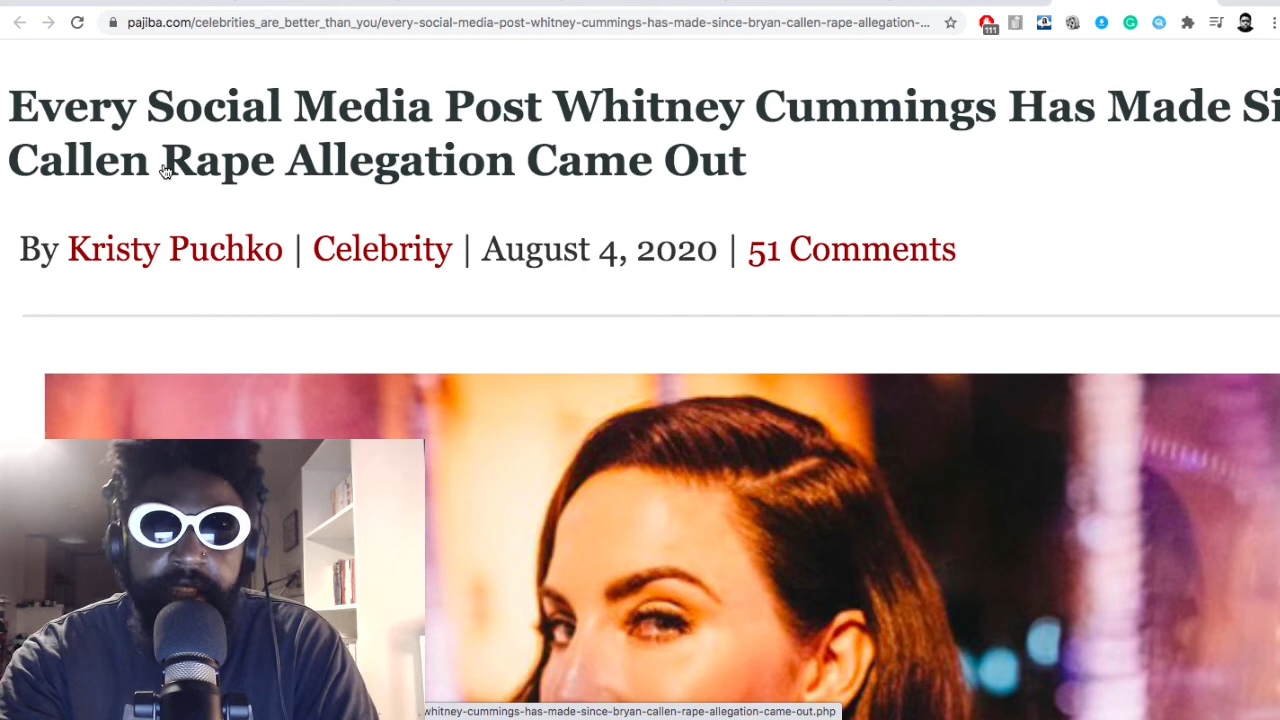 pajiba.com/celebrities_are_better_than_you/every-social-media-post-whitney-cummings-has-made-since-bryan-callen-rape-allegation-...
111
Every Social Media Post Whitney Cummings Has Made Si
Callen Rape Allegation Came Out
By Kristy Puchko | Celebrity | August 4, 2020 | 51 Comments
whitney-cummings-has-made-since-bryan-callen-rape-allegation-came-out.php